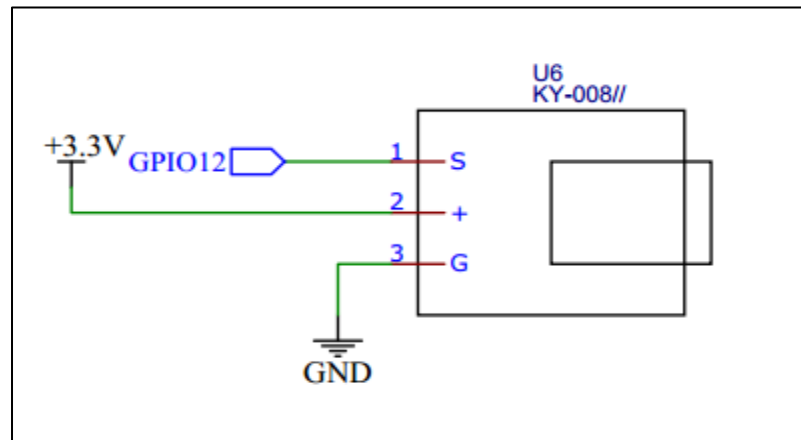 U6
KY-008//
+3.3V
GPIO12
1 S
2 +
3 G
GND